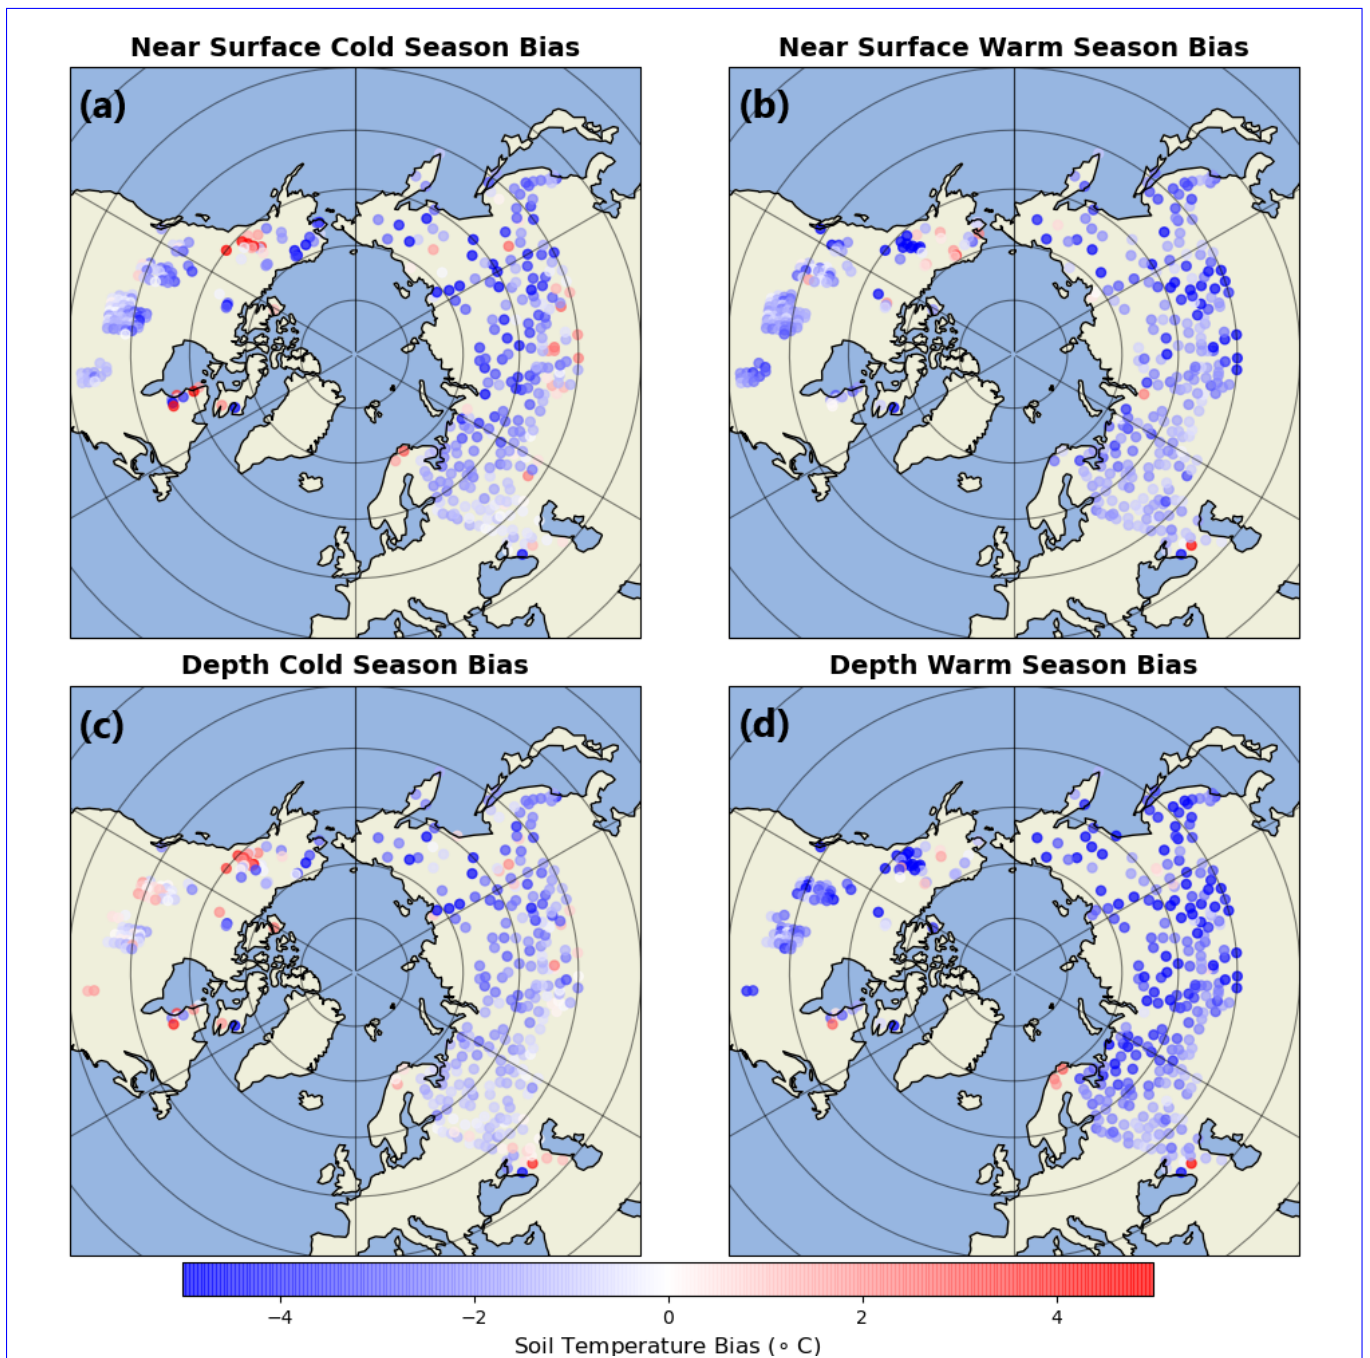 Near Surface Cold Season Bias
Near Surface Warm Season Bias
(a)
(b)
Depth Cold Season Bias
Depth Warm Season Bias
(c)
(d)
−4 −2 0 2 4
Soil Temperature Bias (∘ C)